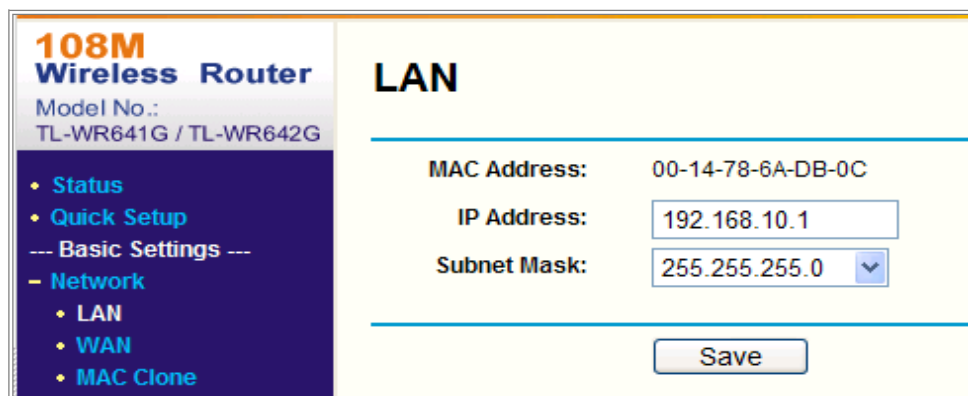 108M
Wireless Router
Model No.:
TL-WR641G / TL-WR642G
• Status
• Quick Setup
--- Basic Settings ---
– Network
• LAN
• WAN
• MAC Clone
LAN
MAC Address: 00-14-78-6A-DB-0C
IP Address: 192.168.10.1
Subnet Mask: 255.255.255.0
Save